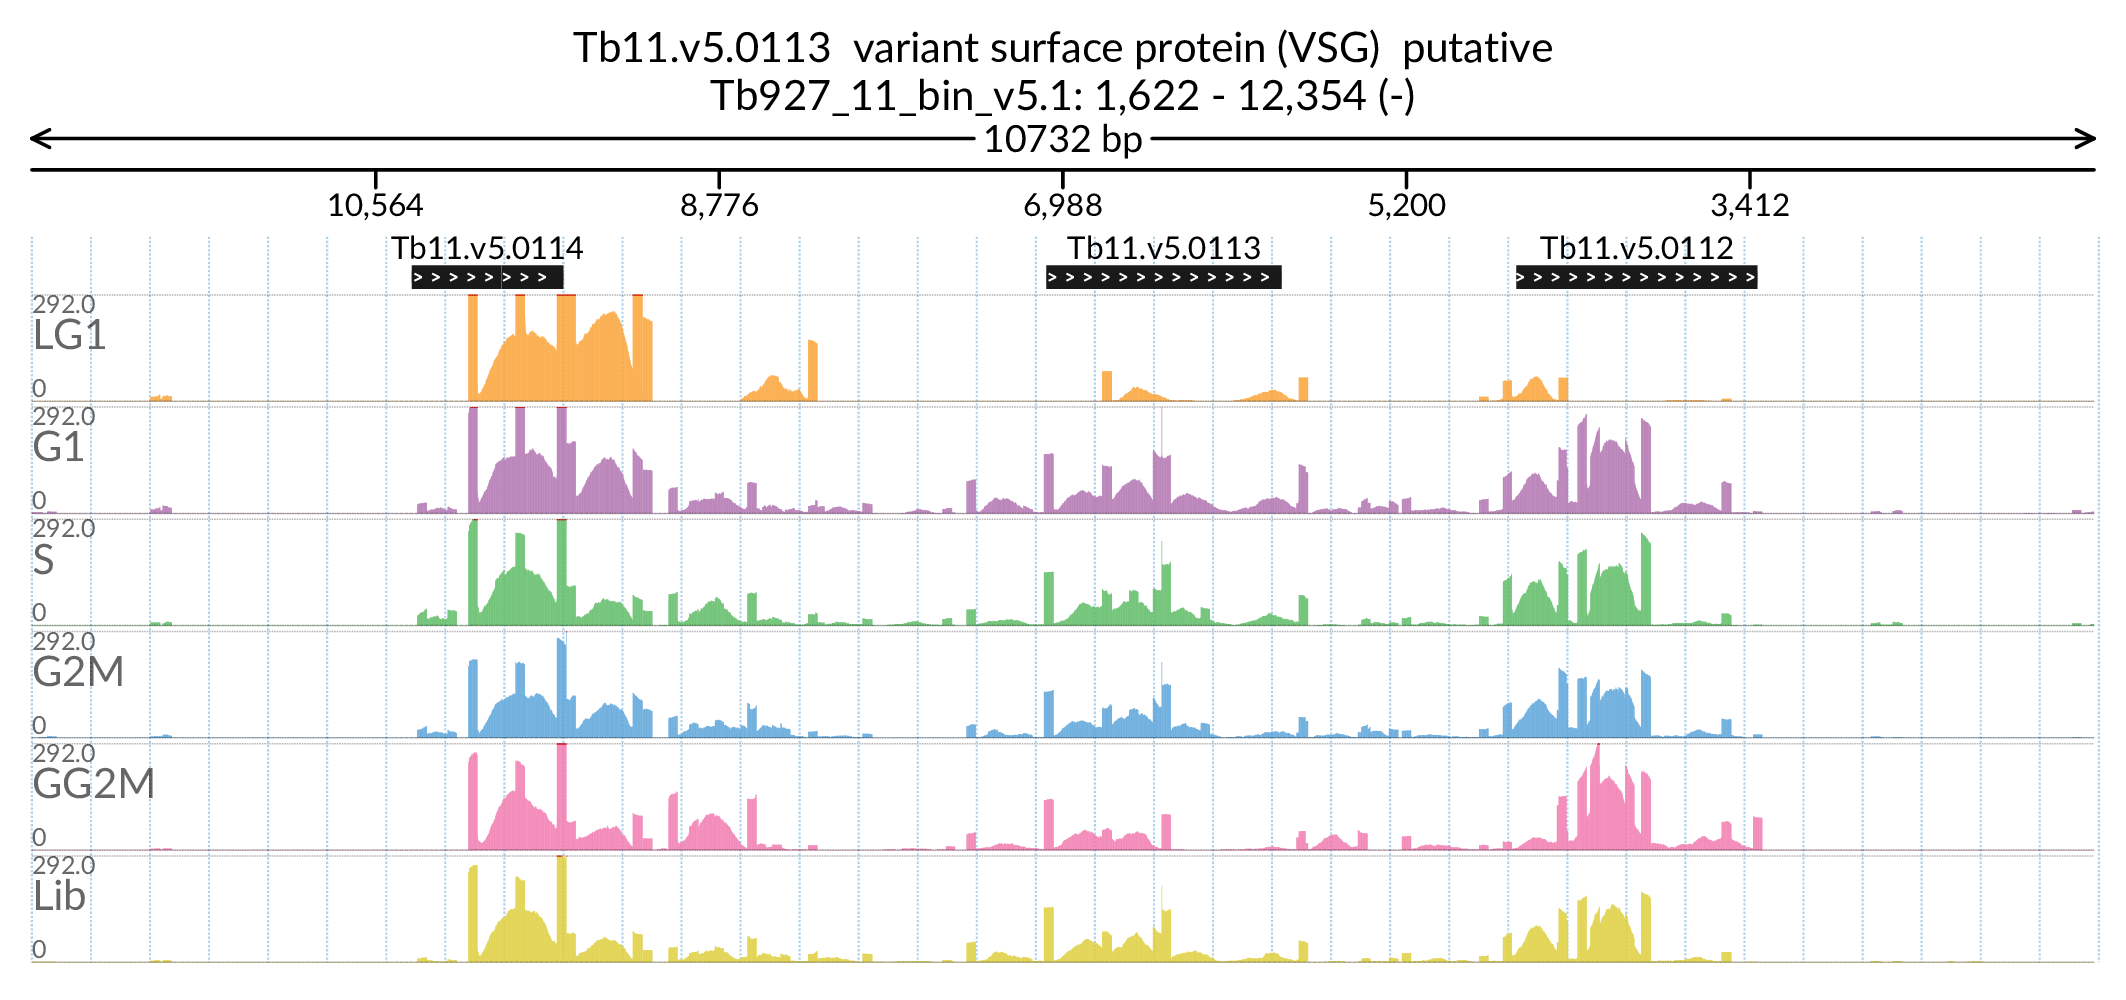 Tb11.v5.0113 variant surface protein (VSG) putative
Tb927_11_bin_v5.1: 1,622 - 12,354 (-)
10732 bp
10,564 8,776 6,988 5,200 3,412
Tb11.v5.0114 Tb11.v5.0113 Tb11.v5.0112
292.0
LG1
0
292.0
G1
0
292.0
S
0
292.0
G2M
0
292.0
GG2M
0
292.0
Lib
0